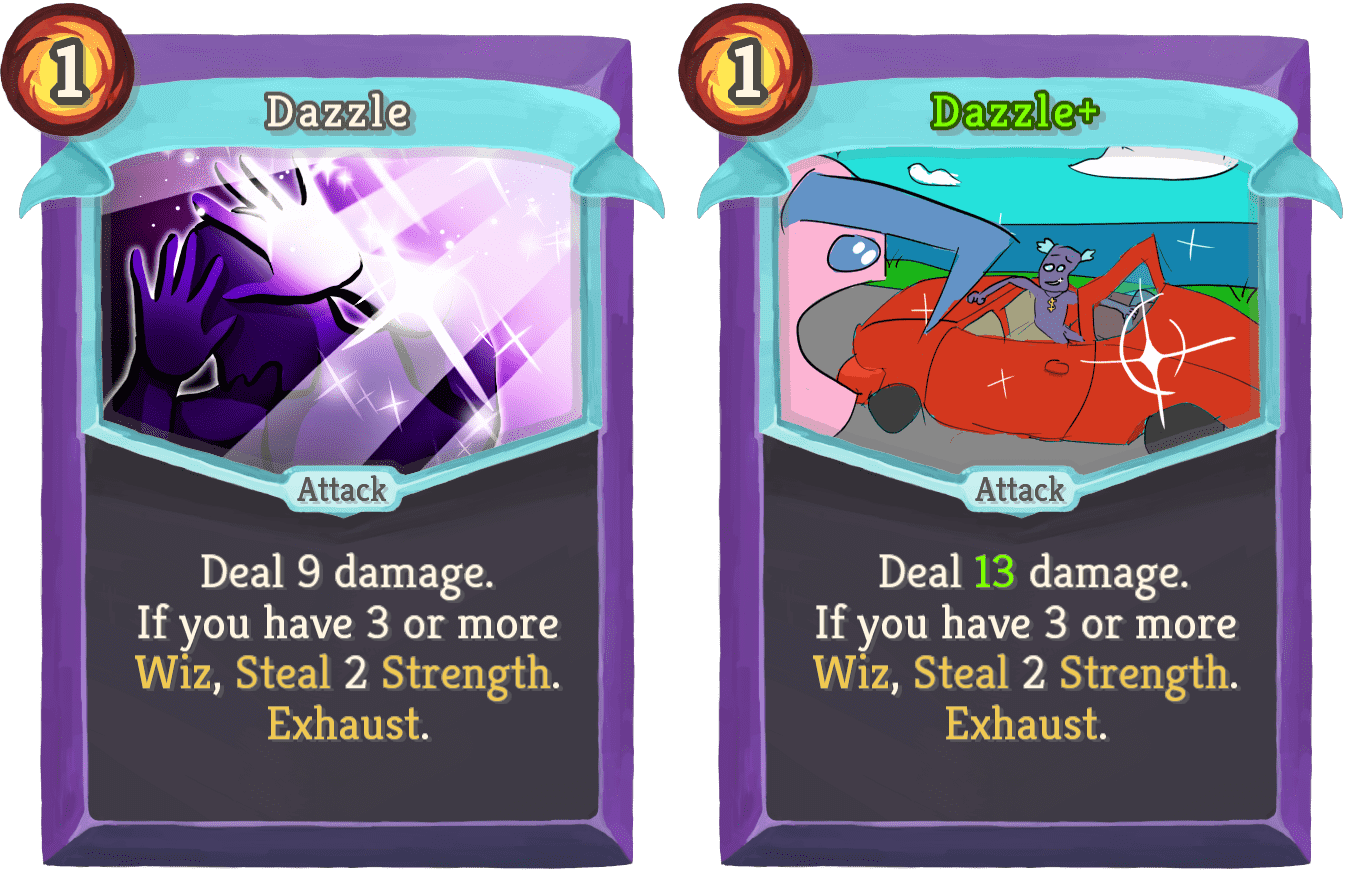 1
Dazzle
Attack
Deal 9 damage.
If you have 3 or more
Wiz, Steal 2 Strength.
Exhaust.
1
Dazzle+
Attack
Deal 13 damage.
If you have 3 or more
Wiz, Steal 2 Strength.
Exhaust.